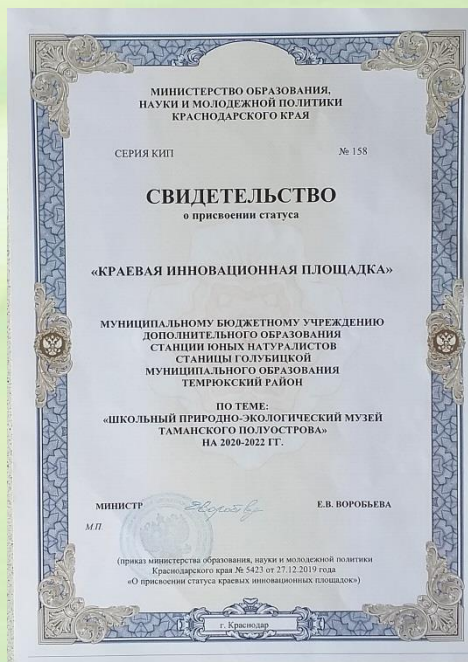 МИНИСТЕРСТВО ОБРАЗОВАНИЯ,
НАУКИ И МОЛОДЕЖНОЙ ПОЛИТИКИ
КРАСНОДАРСКОГО КРАЯ
СЕРИЯ КИП № 158
СВИДЕТЕЛЬСТВО
о присвоении статуса
«КРАЕВАЯ ИННОВАЦИОННАЯ ПЛОЩАДКА»
МУНИЦИПАЛЬНОМУ БЮДЖЕТНОМУ УЧРЕЖДЕНИЮ
ДОПОЛНИТЕЛЬНОГО ОБРАЗОВАНИЯ
СТАНЦИИ ЮНЫХ НАТУРАЛИСТОВ
СТАНИЦЫ ГОЛУБИЦКОЙ
МУНИЦИПАЛЬНОГО ОБРАЗОВАНИЯ
ТЕМРЮКСКИЙ РАЙОН
ПО ТЕМЕ:
«ШКОЛЬНЫЙ ПРИРОДНО-ЭКОЛОГИЧЕСКИЙ МУЗЕЙ
ТАМАНСКОГО ПОЛУОСТРОВА»
НА 2020-2022 ГГ.
МИНИСТР Е.В. ВОРОБЬЕВА
М.П.
(приказ министерства образования, науки и молодежной политики
Краснодарского края № 5423 от 27.12.2019 года
«О присвоении статуса краевых инновационных площадок»)
г. Краснодар